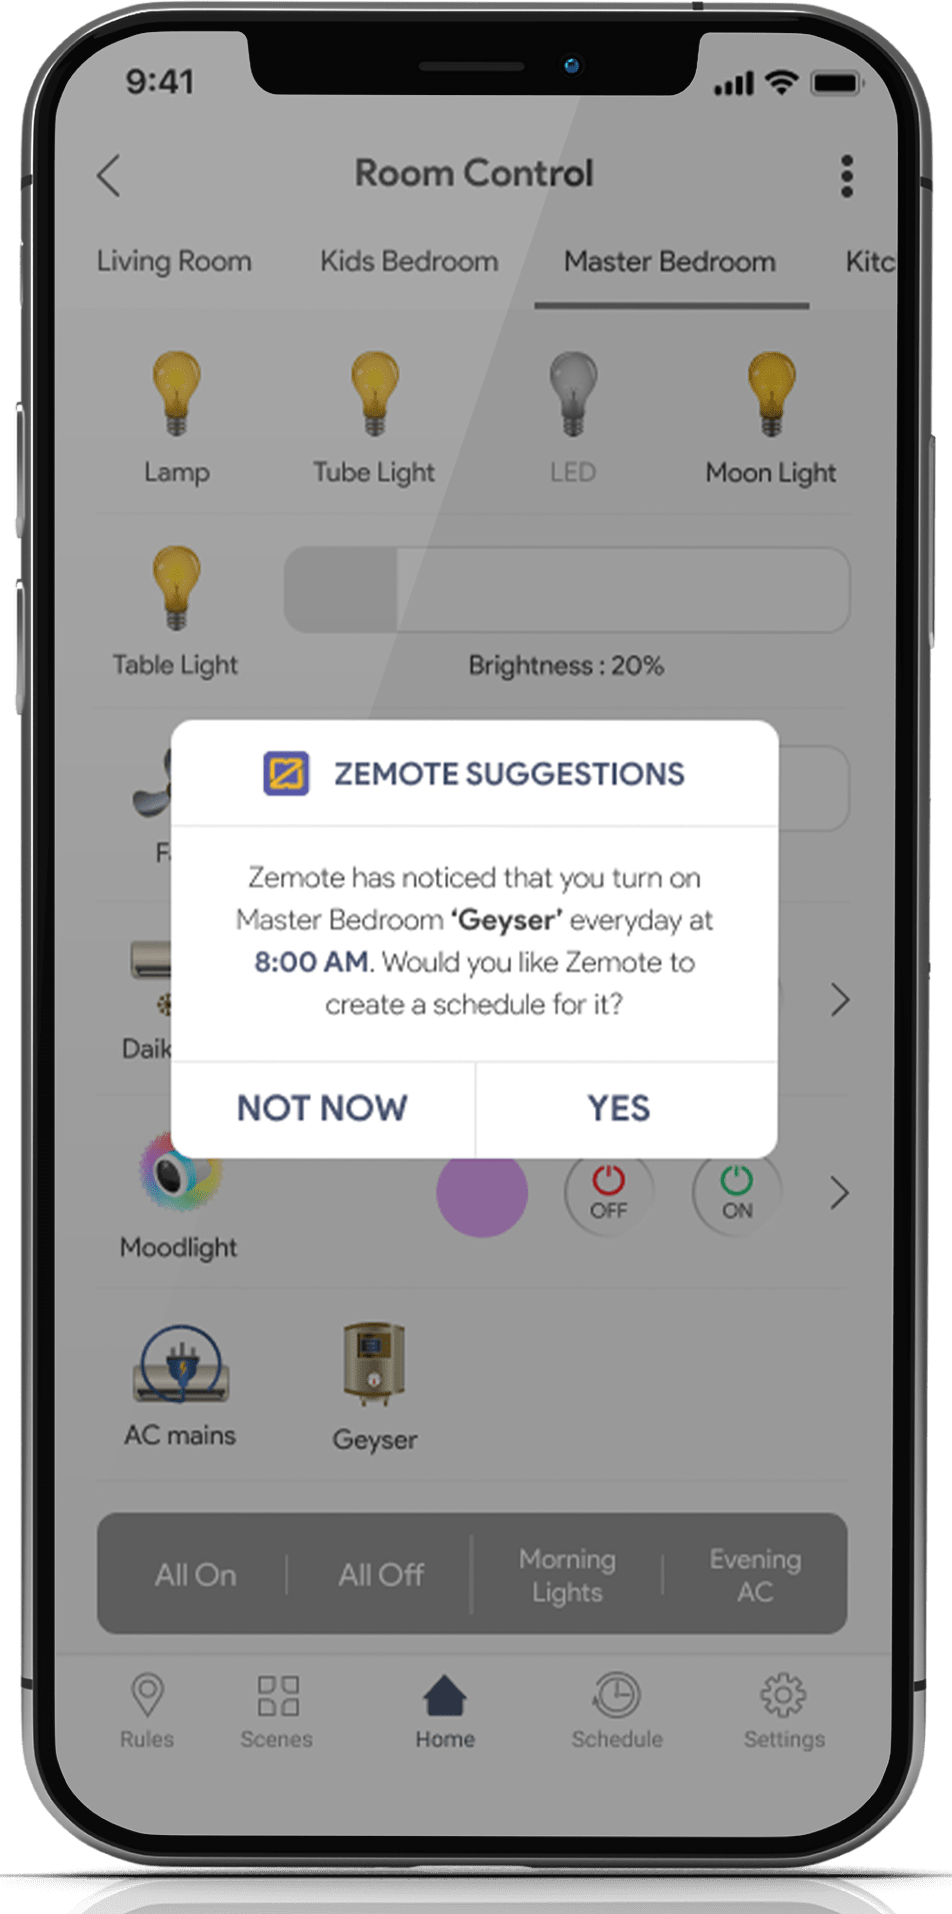 9:41
Room Control
Living Room Kids Bedroom Master Bedroom Kitc
Lamp Tube Light LED Moon Light
Table Light Brightness : 20%
ZEMOTE SUGGESTIONS
Zemote has noticed that you turn on
Master Bedroom ‘Geyser’ everyday at
8:00 AM. Would you like Zemote to
create a schedule for it?
NOT NOW YES
Daik
OFF ON
Moodlight
AC mains Geyser
All On All Off Morning Lights Evening AC
Rules Scenes Home Schedule Settings